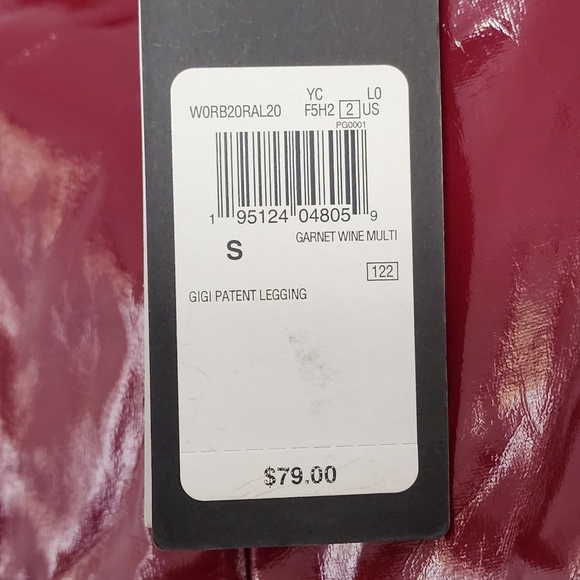 YC L0
W0RB20RAL20 F5H2 2 US
PG0001
1 95124 04805 9
S GARNET WINE MULTI
122
GIGI PATENT LEGGING
$79.00